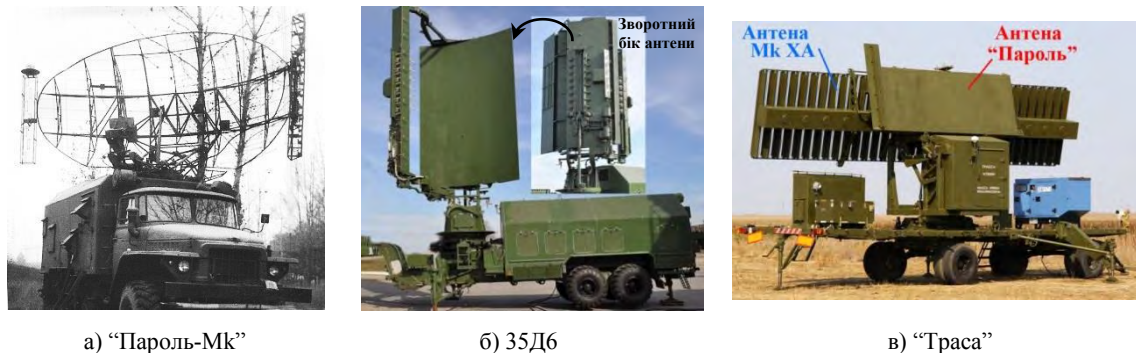 Зворотний
бік антени
Антена
Mk XA
Антена
“Пароль”
а) “Пароль-Mk”
б) 35Д6
в) “Траса”